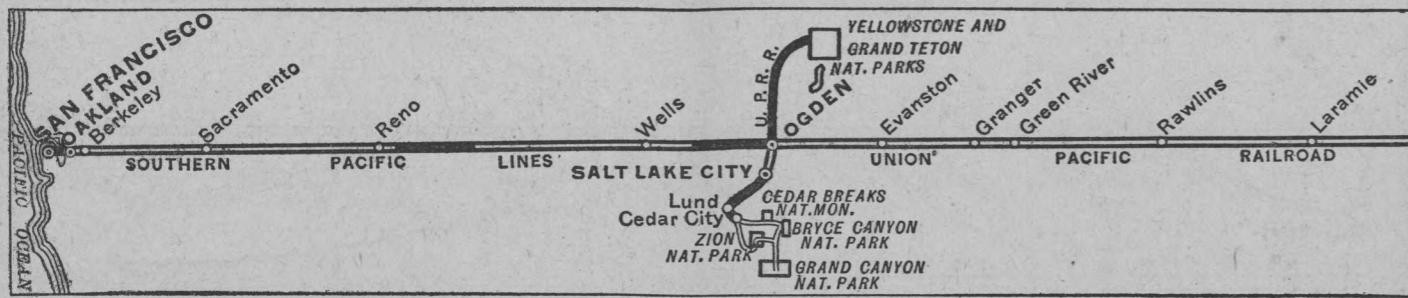 SAN FRANCISCO
OAKLAND
Berkeley
Sacramento
Reno
Wells
U. P. R. R.
OGDEN
YELLOWSTONE AND
GRAND TETON
NAT. PARKS
Evanston
Granger
Green River
Rawlins
Laramie
SOUTHERN PACIFIC LINES
UNION PACIFIC RAILROAD
SALT LAKE CITY
Lund
Cedar City
CEDAR BREAKS
NAT. MON.
BRYCE CANYON
NAT. PARK
ZION
NAT. PARK
GRAND CANYON
NAT. PARK
PACIFIC OCEAN